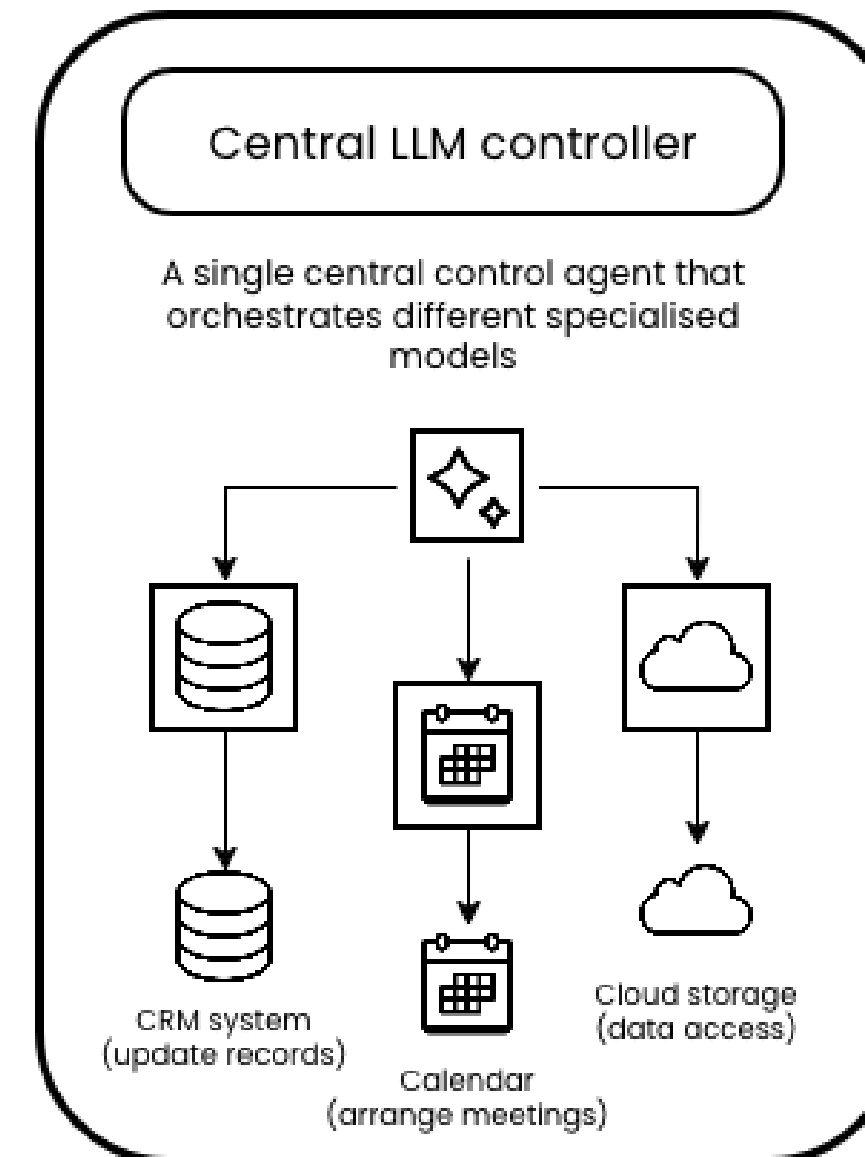 Central LLM controller
A single central control agent that
orchestrates different specialised
models
CRM system
(update records)
Calendar
(arrange meetings)
Cloud storage
(data access)